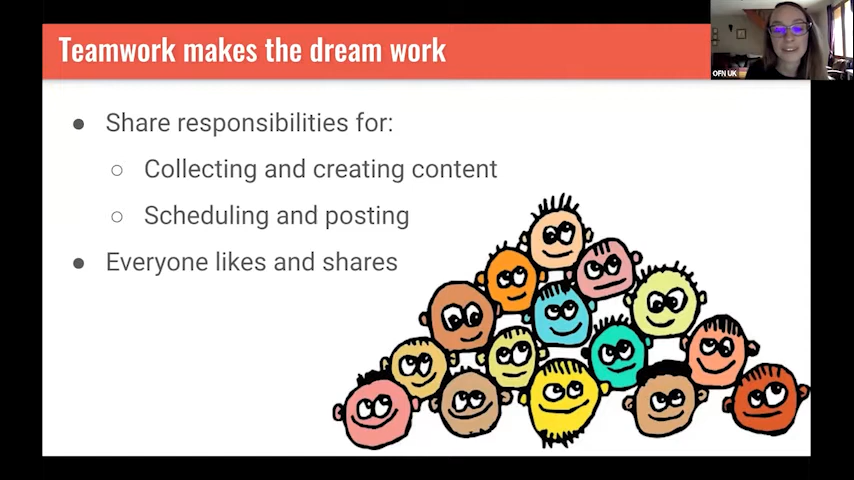 Teamwork makes the dream work
OFN UK
● Share responsibilities for:
○ Collecting and creating content
○ Scheduling and posting
● Everyone likes and shares